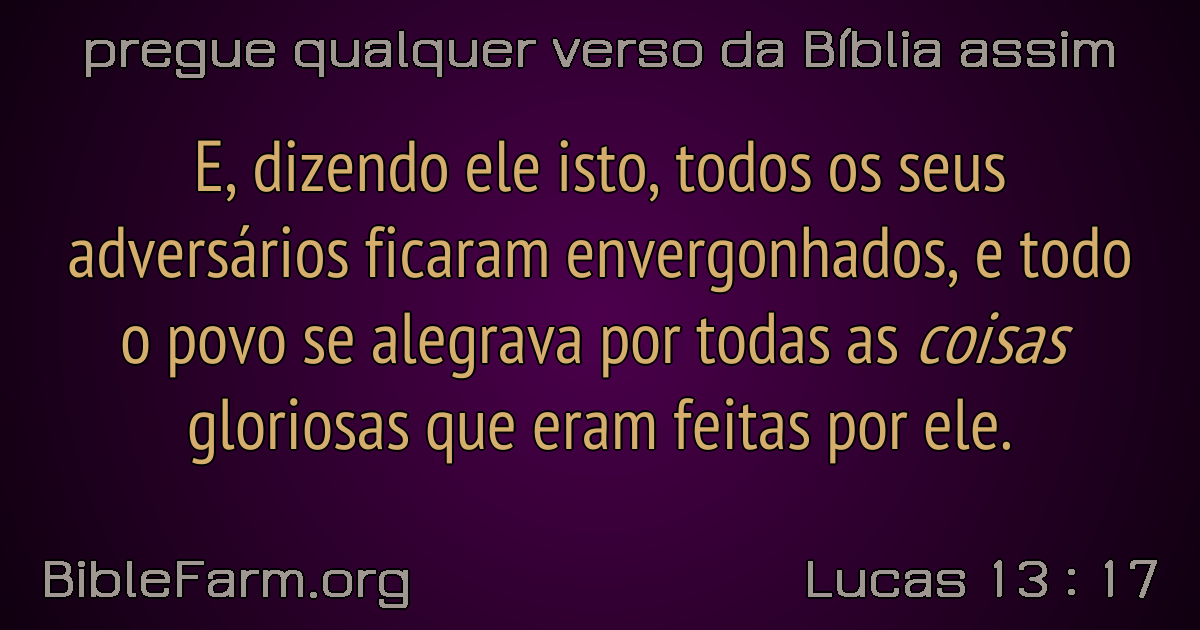 pregue qualquer verso da Bíblia assim
E, dizendo ele isto, todos os seus
adversários ficaram envergonhados, e todo
o povo se alegrava por todas as coisas
gloriosas que eram feitas por ele.
BibleFarm.org
Lucas 13 : 17